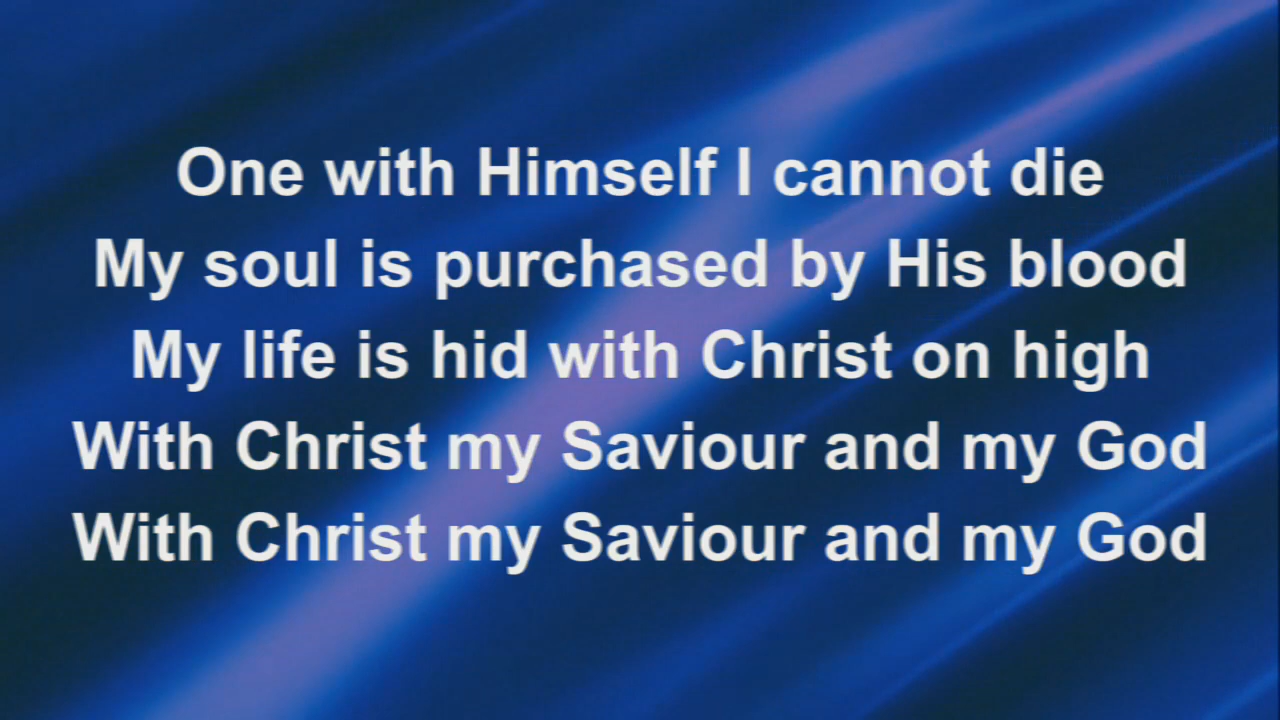 One with Himself I cannot die
My soul is purchased by His blood
My life is hid with Christ on high
With Christ my Saviour and my God
With Christ my Saviour and my God